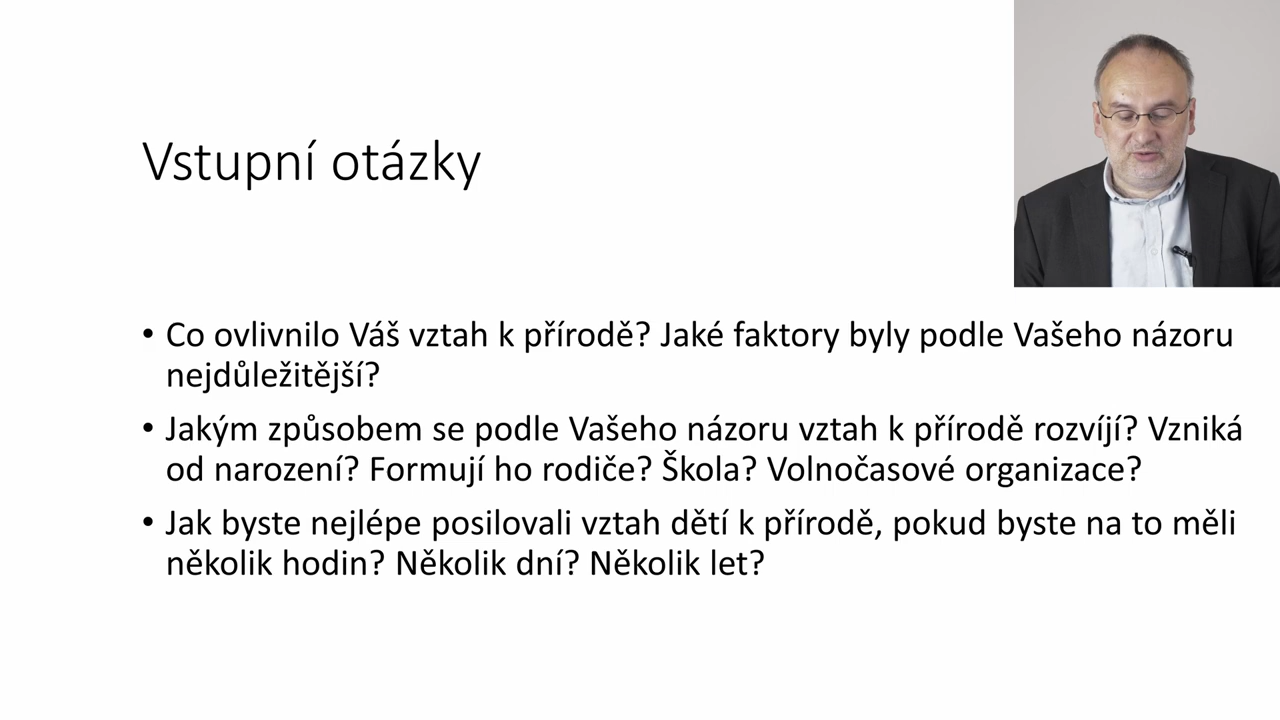 Vstupní otázky
• Co ovlivnilo Váš vztah k přírodě? Jaké faktory byly podle Vašeho názoru
nejdůležitější?
• Jakým způsobem se podle Vašeho názoru vztah k přírodě rozvíjí? Vzniká
od narození? Formují ho rodiče? Škola? Volnočasové organizace?
• Jak byste nejlépe posilovali vztah dětí k přírodě, pokud byste na to měli
několik hodin? Několik dní? Několik let?